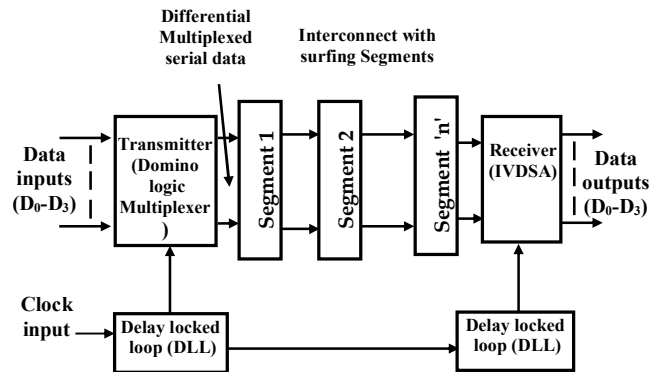 Differential
Multiplexed
serial data
Interconnect with
surfing Segments
Data
inputs
(D0-D3)
Transmitter
(Domino
logic
Multiplexer
)
Segment 1
Segment 2
Segment 'n'
Receiver
(IVDSA)
Data
outputs
(D0-D3)
Clock
input
Delay locked
loop (DLL)
Delay locked
loop (DLL)